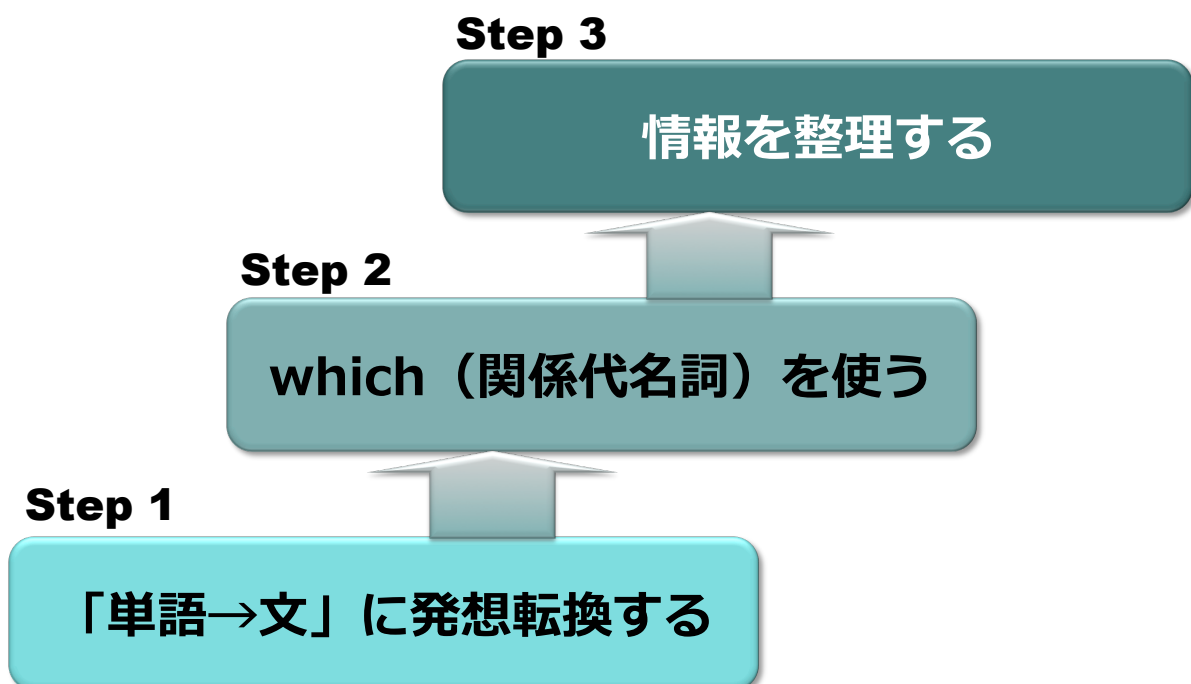 Step 3
情報を整理する
Step 2
which（関係代名詞）を使う
Step 1
「単語→文」に発想転換する